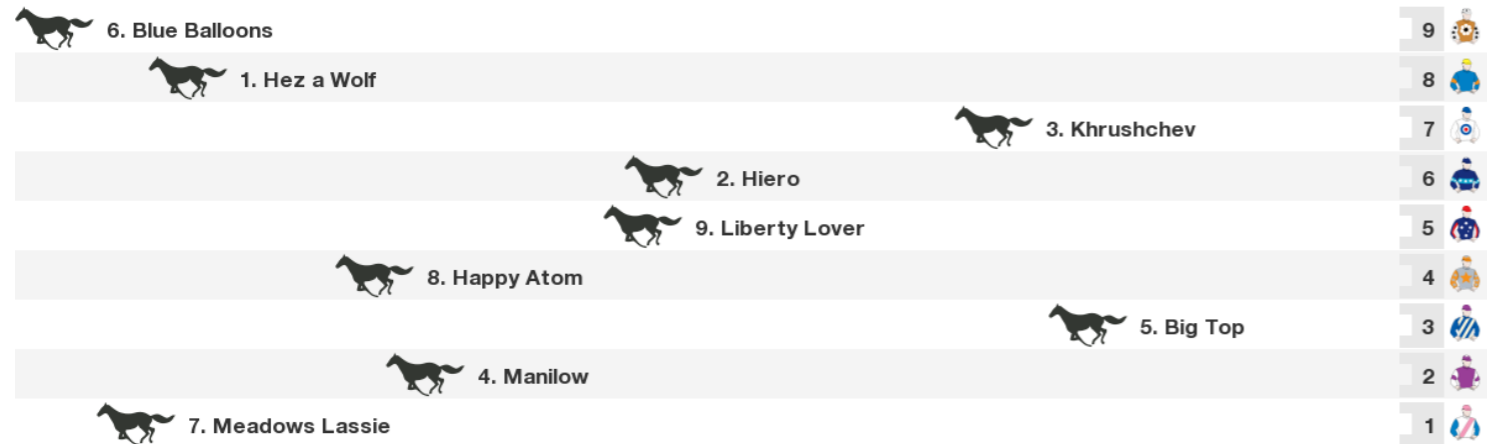 6. Blue Balloons 9
1. Hez a Wolf 8
3. Khrushchev 7
2. Hiero 6
9. Liberty Lover 5
8. Happy Atom 4
5. Big Top 3
4. Manilow 2
7. Meadows Lassie 1